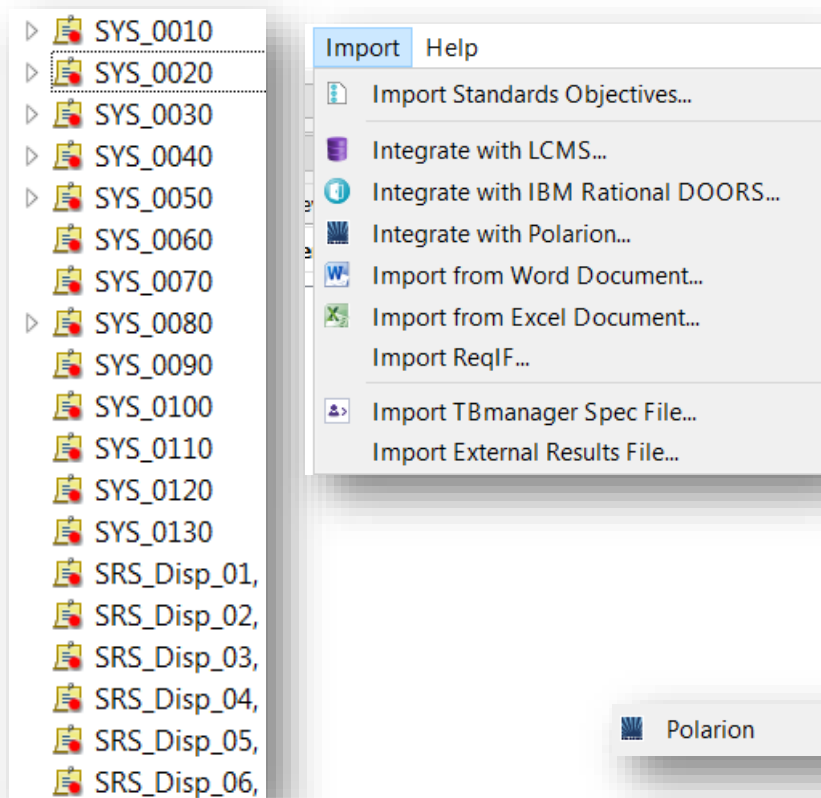 SYS_0010
SYS_0020
SYS_0030
SYS_0040
SYS_0050
SYS_0060
SYS_0070
SYS_0080
SYS_0090
SYS_0100
SYS_0110
SYS_0120
SYS_0130
SRS_Disp_01,
SRS_Disp_02,
SRS_Disp_03,
SRS_Disp_04,
SRS_Disp_05,
SRS_Disp_06,
Import Help
Import Standards Objectives...
Integrate with LCMS...
Integrate with IBM Rational DOORS...
Integrate with Polarion...
Import from Word Document...
Import from Excel Document...
Import ReqIF...
Import TBmanager Spec File...
Import External Results File...
Polarion